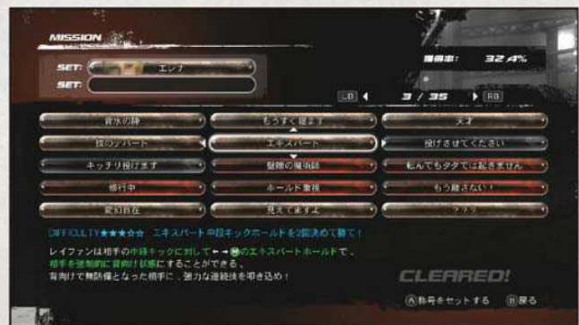 MISSION
獲得率: 32.4%
SET: エレナ
SET:
LB 3 / 35 RB
背水の陣 もうすぐ寝ます 天才
技のデパート エキスパート 投げさせてください
キッチリ投げます 壁際の魔術師 転んでもタダでは起きません
修行中 ホールド重視 もう離さない!
変幻自在 見えてますよ ???
DIFFICULTY★★★☆☆ エキスパート中段キックホールドを2回決めて勝て!
レイファンは相手の中段キックに対して←→Hのエキスパートホールドで、
相手を強制的に背向け状態にすることができる。
背向けで無防備となった相手に、強力な連続技を叩き込め!
CLEARED!
A称号をセットする B戻る